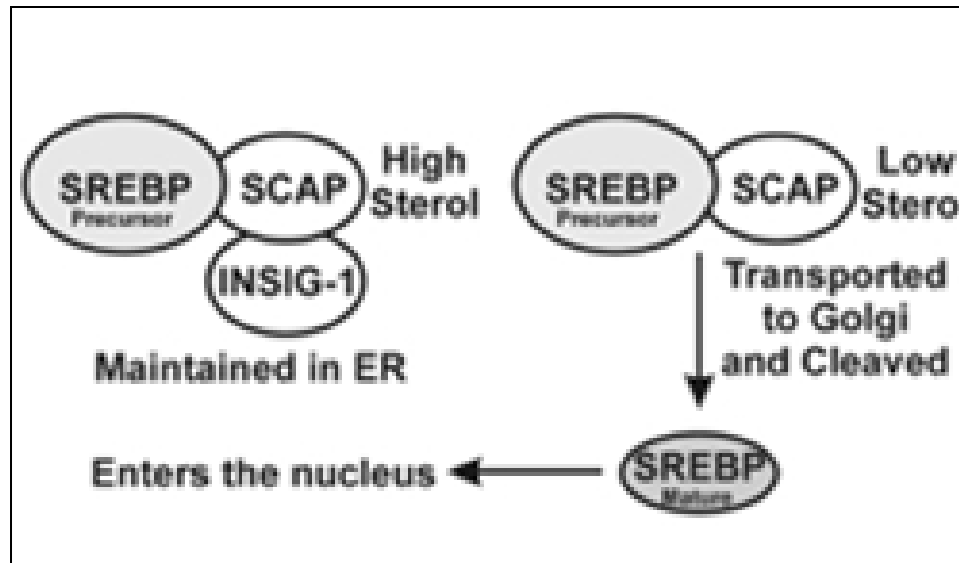 SREBP
Precursor
SCAP
High
Sterol
INSIG-1
Maintained in ER
SREBP
Precursor
SCAP
Low
Stero
Transported
to Golgi
and Cleaved
SREBP
Mature
Enters the nucleus